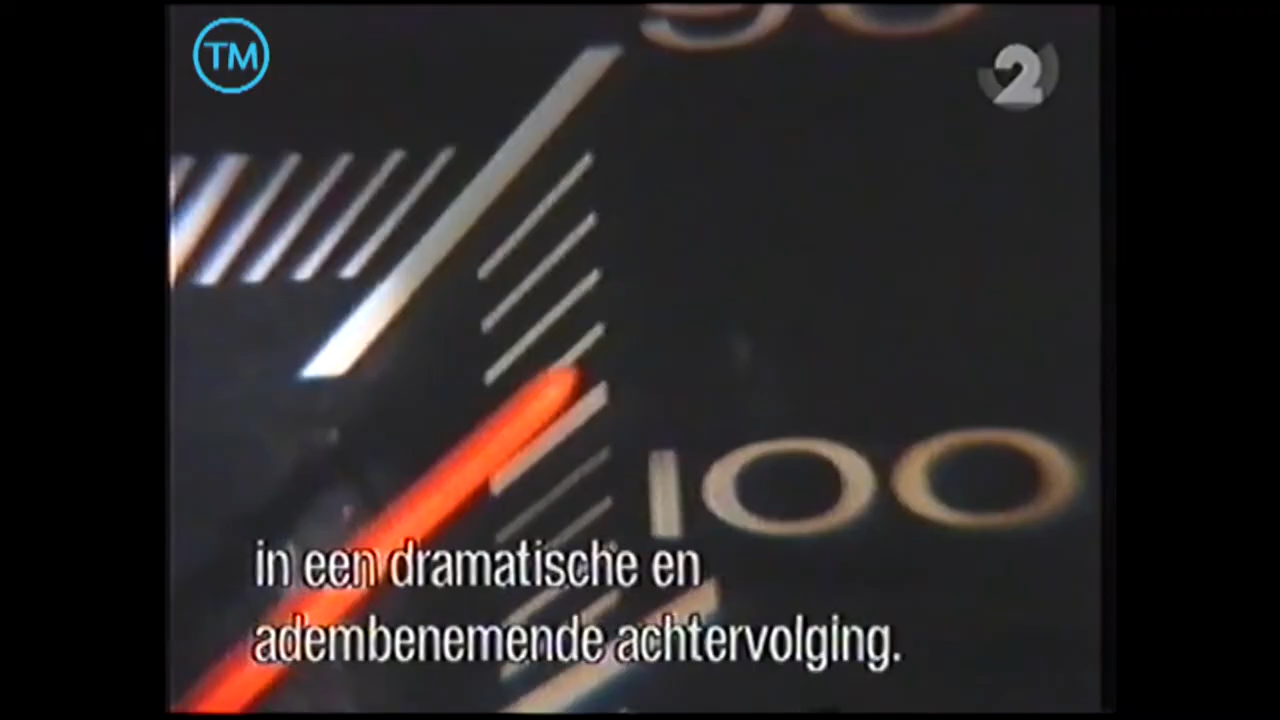 TM
2
100
in een dramatische en
adembenemende achtervolging.